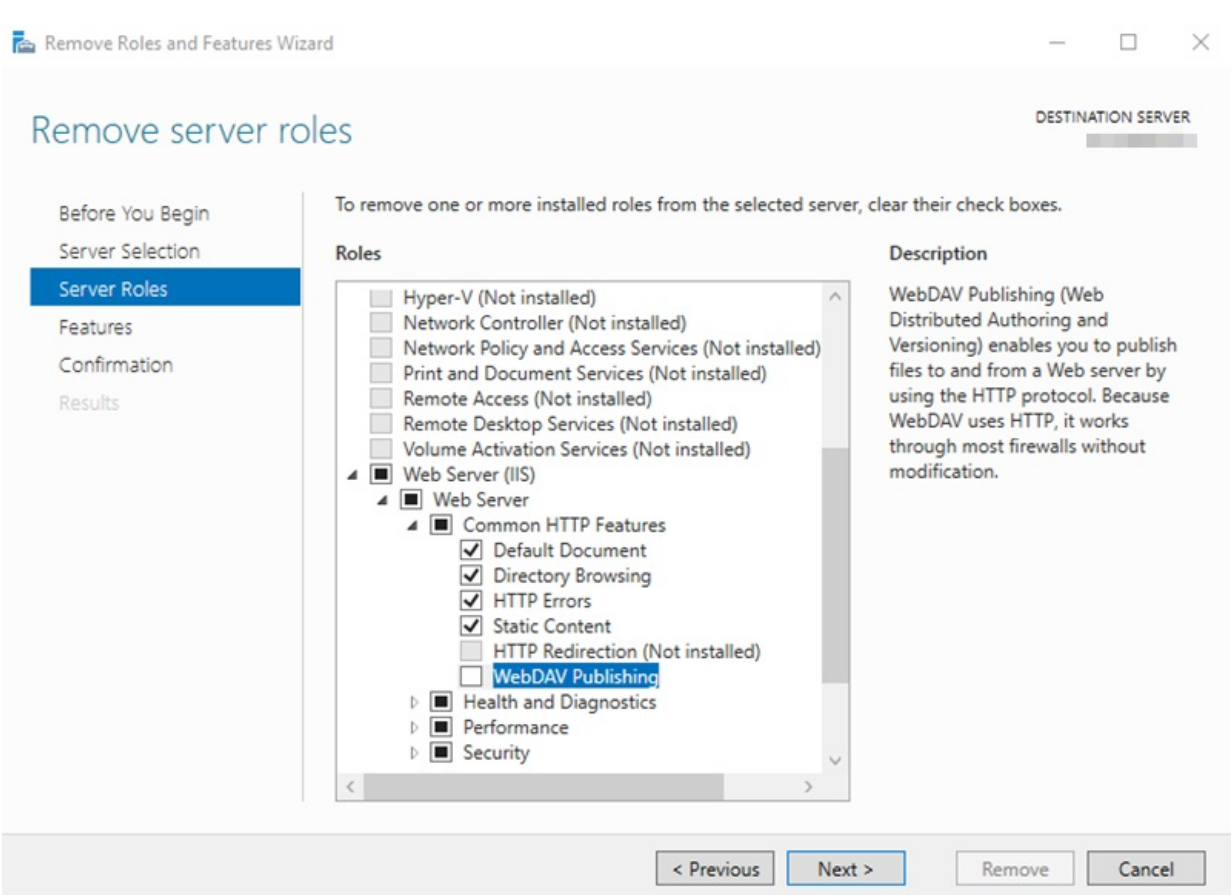 Remove Roles and Features Wizard
Remove server roles
DESTINATION SERVER
Before You Begin
Server Selection
Server Roles
Features
Confirmation
Results
To remove one or more installed roles from the selected server, clear their check boxes.
Roles
Hyper-V (Not installed)
Network Controller (Not installed)
Network Policy and Access Services (Not installed)
Print and Document Services (Not installed)
Remote Access (Not installed)
Remote Desktop Services (Not installed)
Volume Activation Services (Not installed)
Web Server (IIS)
Web Server
Common HTTP Features
Default Document
Directory Browsing
HTTP Errors
Static Content
HTTP Redirection (Not installed)
WebDAV Publishing
Health and Diagnostics
Performance
Security
Description
WebDAV Publishing (Web
Distributed Authoring and
Versioning) enables you to publish
files to and from a Web server by
using the HTTP protocol. Because
WebDAV uses HTTP, it works
through most firewalls without
modification.
< Previous
Next >
Remove
Cancel